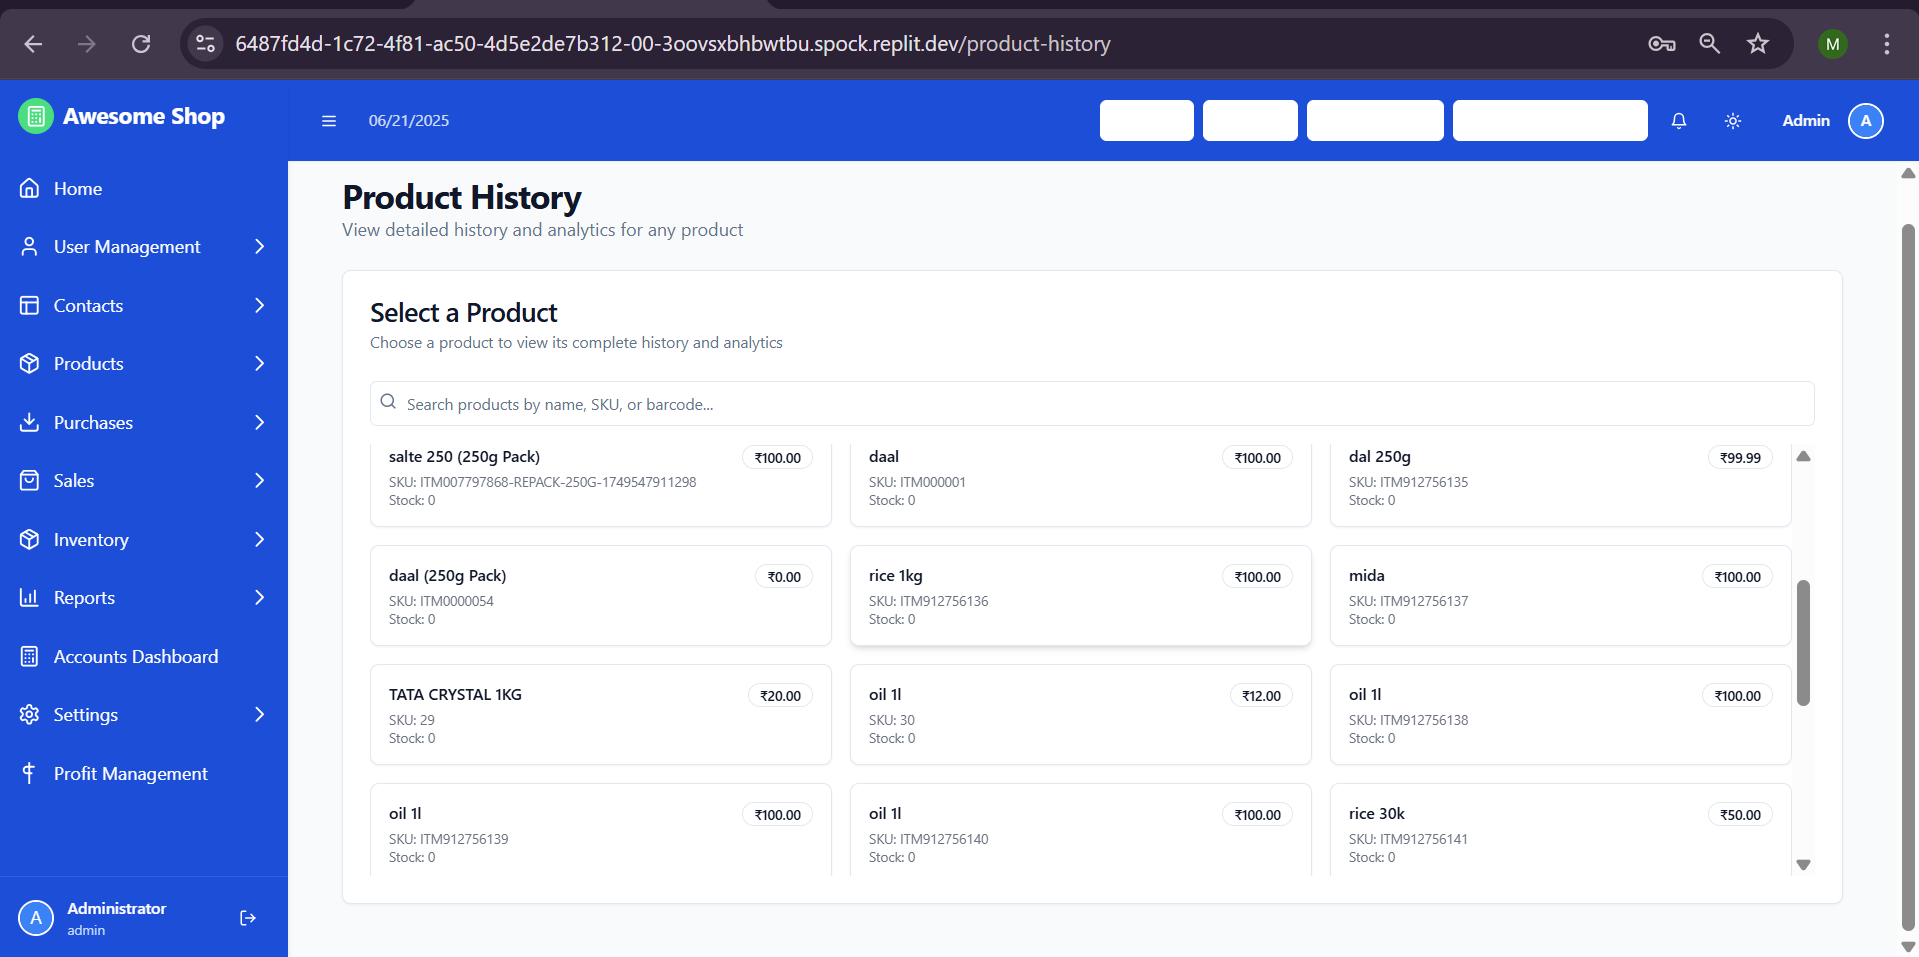 6487fd4d-1c72-4f81-ac50-4d5e2de7b312-00-3oovsxbhbwtbu.spock.replit.dev/product-history
M
Awesome Shop
06/21/2025
Admin
A
Home
User Management
Contacts
Products
Purchases
Sales
Inventory
Reports
Accounts Dashboard
Settings
Profit Management
A
Administrator
admin
Product History
View detailed history and analytics for any product
Select a Product
Choose a product to view its complete history and analytics
Search products by name, SKU, or barcode...
salte 250 (250g Pack)
₹100.00
SKU: ITM007797868-REPACK-250G-1749547911298
Stock: 0
daal
₹100.00
SKU: ITM000001
Stock: 0
dal 250g
₹99.99
SKU: ITM912756135
Stock: 0
daal (250g Pack)
₹0.00
SKU: ITM0000054
Stock: 0
rice 1kg
₹100.00
SKU: ITM912756136
Stock: 0
mida
₹100.00
SKU: ITM912756137
Stock: 0
TATA CRYSTAL 1KG
₹20.00
SKU: 29
Stock: 0
oil 1l
₹12.00
SKU: 30
Stock: 0
oil 1l
₹100.00
SKU: ITM912756138
Stock: 0
oil 1l
₹100.00
SKU: ITM912756139
Stock: 0
oil 1l
₹100.00
SKU: ITM912756140
Stock: 0
rice 30k
₹50.00
SKU: ITM912756141
Stock: 0